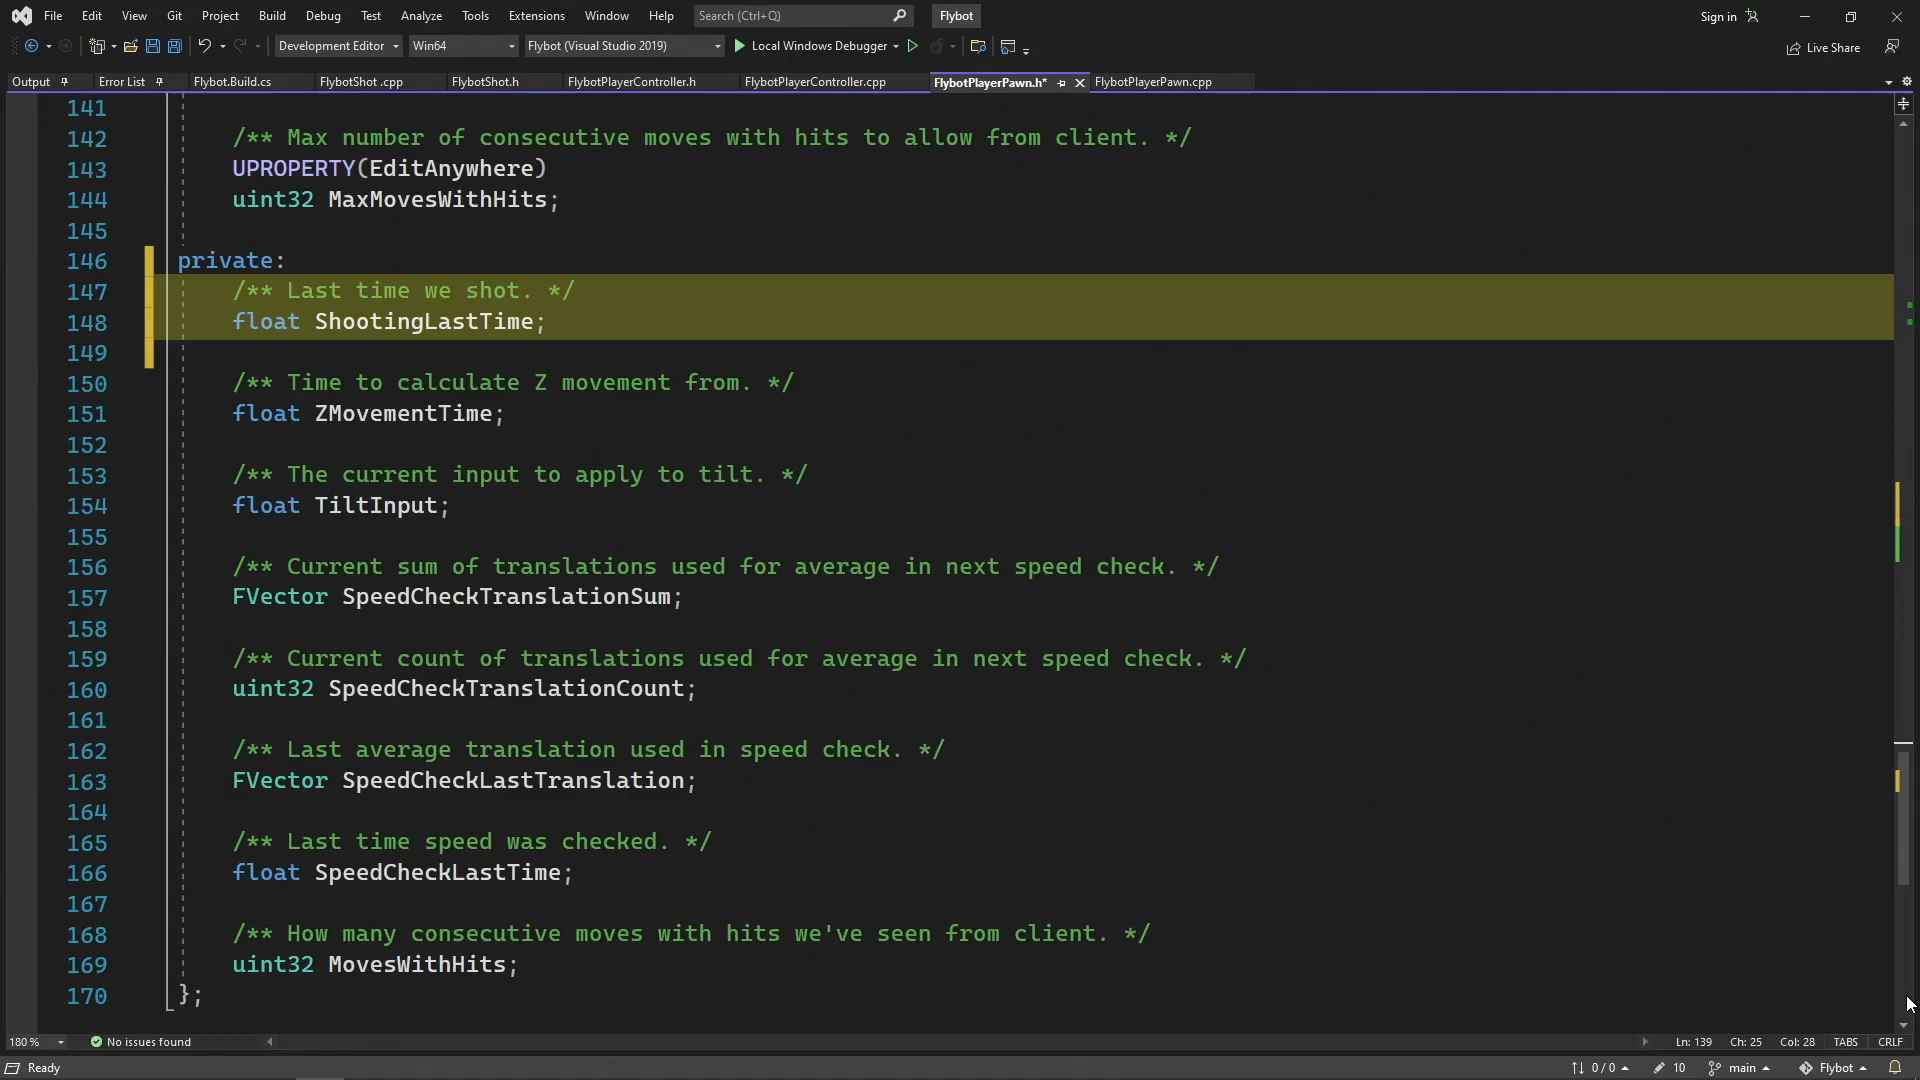 File Edit View Git Project Build Debug Test Analyze Tools Extensions Window Help Search (Ctrl+Q) Flybot Sign in
Development Editor Win64 Flybot (Visual Studio 2019) Local Windows Debugger Live Share
Output Error List Flybot.Build.cs FlybotShot .cpp FlybotShot.h FlybotPlayerController.h FlybotPlayerController.cpp FlybotPlayerPawn.h* FlybotPlayerPawn.cpp
141
142 /** Max number of consecutive moves with hits to allow from client. */
143 UPROPERTY(EditAnywhere)
144 uint32 MaxMovesWithHits;
145
146 private:
147 /** Last time we shot. */
148 float ShootingLastTime;
149
150 /** Time to calculate Z movement from. */
151 float ZMovementTime;
152
153 /** The current input to apply to tilt. */
154 float TiltInput;
155
156 /** Current sum of translations used for average in next speed check. */
157 FVector SpeedCheckTranslationSum;
158
159 /** Current count of translations used for average in next speed check. */
160 uint32 SpeedCheckTranslationCount;
161
162 /** Last average translation used in speed check. */
163 FVector SpeedCheckLastTranslation;
164
165 /** Last time speed was checked. */
166 float SpeedCheckLastTime;
167
168 /** How many consecutive moves with hits we've seen from client. */
169 uint32 MovesWithHits;
170 };
180 % No issues found Ln: 139 Ch: 25 Col: 28 TABS CRLF
Ready 0 / 0 10 main Flybot